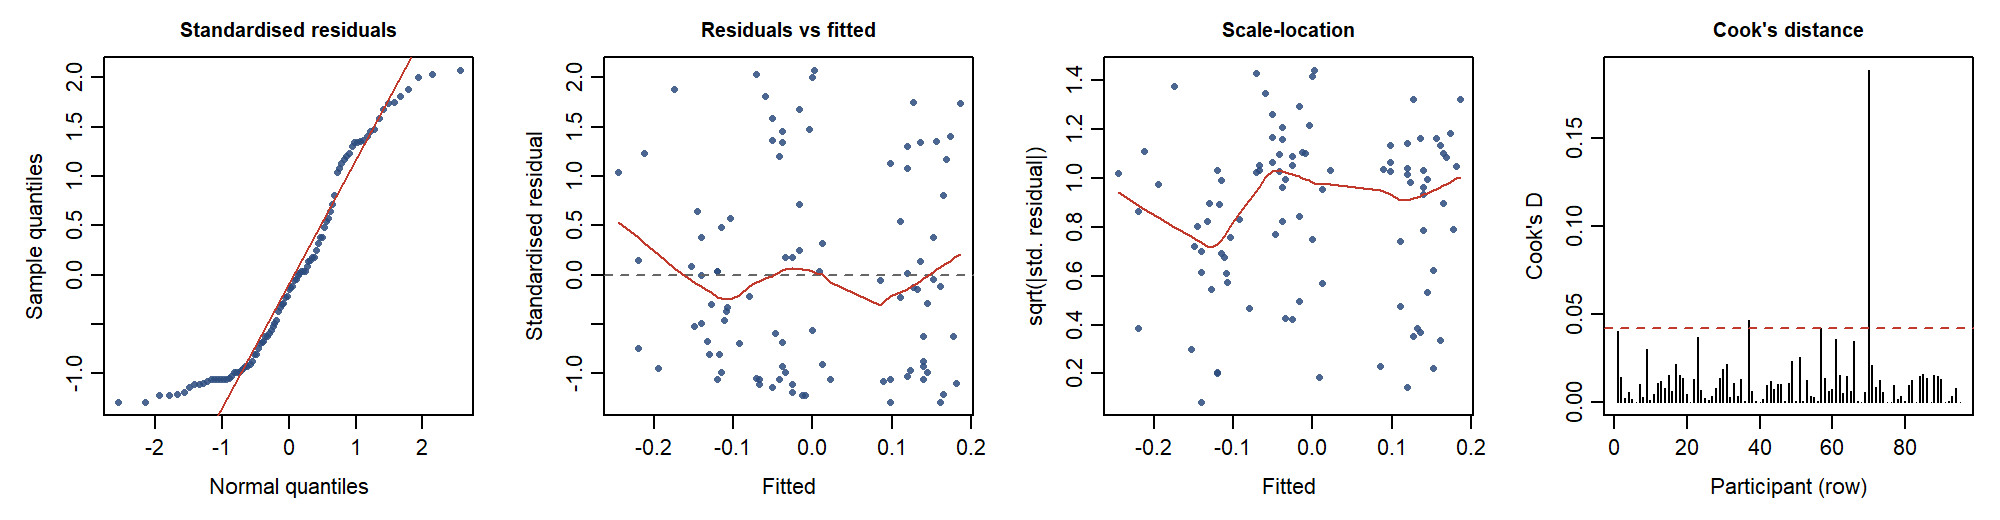 Standardised residuals
Sample quantiles
2.0
1.5
1.0
0.5
0.0
-1.0
-2 -1 0 1 2
Normal quantiles
Residuals vs fitted
Standardised residual
2.0
1.5
1.0
0.5
0.0
-1.0
-0.2 -0.1 0.0 0.1 0.2
Fitted
Scale-location
sqrt(|std. residual|)
1.4
1.2
1.0
0.8
0.6
0.4
0.2
-0.2 -0.1 0.0 0.1 0.2
Fitted
Cook's distance
Cook's D
0.15
0.10
0.05
0.00
0 20 40 60 80
Participant (row)